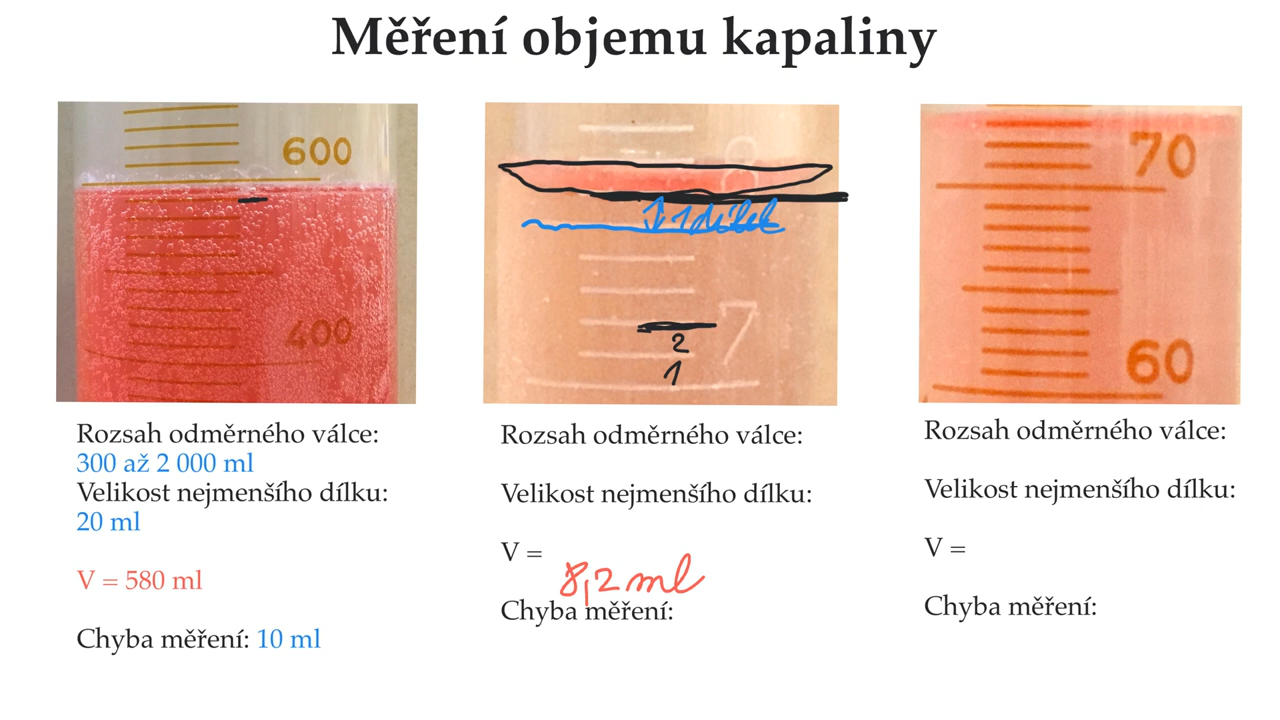 Měření objemu kapaliny
600
400
Rozsah odměrného válce:
300 až 2 000 ml
Velikost nejmenšího dílku:
20 ml
V = 580 ml
Chyba měření: 10 ml
8
1 dílek
7
2
1
Rozsah odměrného válce:
Velikost nejmenšího dílku:
V =
8,2 ml
Chyba měření:
70
60
Rozsah odměrného válce:
Velikost nejmenšího dílku:
V =
Chyba měření: